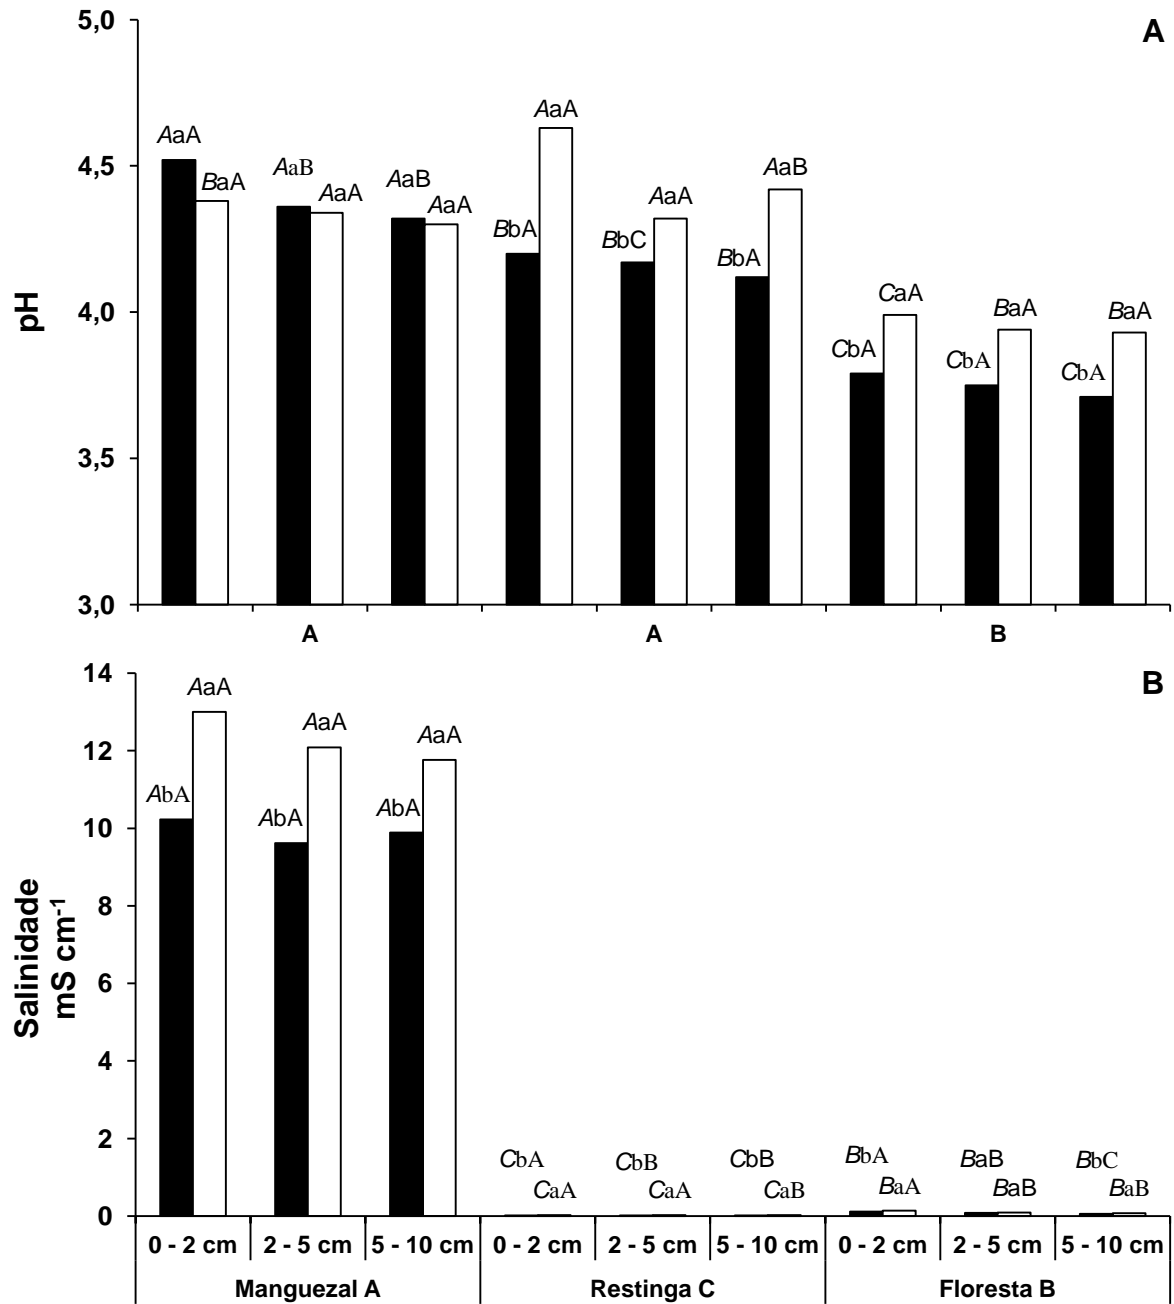 A
5,0
4,5
4,0
3,5
3,0
pH
AaA
BaA
AaB
AaA
AaB
AaA
BbA
AaA
BbC
AaA
BbA
AaB
CbA
CaA
CbA
BaA
CbA
BaA
A A B
B
14
12
10
8
6
4
2
0
Salinidade
mS cm-1
AbA
AaA
AbA
AaA
AbA
AaA
CbA
CaA
CbB
CaA
CbB
CaB
BbA
BaA
BaB
BaB
BbC
BaB
0 - 2 cm 2 - 5 cm 5 - 10 cm 0 - 2 cm 2 - 5 cm 5 - 10 cm 0 - 2 cm 2 - 5 cm 5 - 10 cm
Manguezal A Restinga C Floresta B